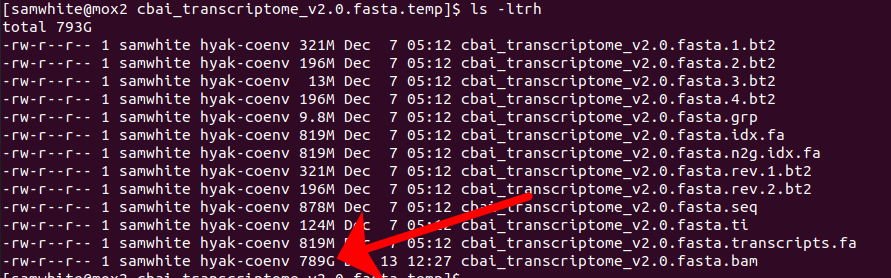 [samwhite@mox2 cbai_transcriptome_v2.0.fasta.temp]$ ls -ltrh
total 793G
-rw-r--r-- 1 samwhite hyak-coenv 321M Dec  7 05:12 cbai_transcriptome_v2.0.fasta.1.bt2
-rw-r--r-- 1 samwhite hyak-coenv 196M Dec  7 05:12 cbai_transcriptome_v2.0.fasta.2.bt2
-rw-r--r-- 1 samwhite hyak-coenv  13M Dec  7 05:12 cbai_transcriptome_v2.0.fasta.3.bt2
-rw-r--r-- 1 samwhite hyak-coenv 196M Dec  7 05:12 cbai_transcriptome_v2.0.fasta.4.bt2
-rw-r--r-- 1 samwhite hyak-coenv 9.8M Dec  7 05:12 cbai_transcriptome_v2.0.fasta.grp
-rw-r--r-- 1 samwhite hyak-coenv 819M Dec  7 05:12 cbai_transcriptome_v2.0.fasta.idx.fa
-rw-r--r-- 1 samwhite hyak-coenv 819M Dec  7 05:12 cbai_transcriptome_v2.0.fasta.n2g.idx.fa
-rw-r--r-- 1 samwhite hyak-coenv 321M Dec  7 05:12 cbai_transcriptome_v2.0.fasta.rev.1.bt2
-rw-r--r-- 1 samwhite hyak-coenv 196M Dec  7 05:12 cbai_transcriptome_v2.0.fasta.rev.2.bt2
-rw-r--r-- 1 samwhite hyak-coenv 878M Dec  7 05:12 cbai_transcriptome_v2.0.fasta.seq
-rw-r--r-- 1 samwhite hyak-coenv 124M Dec  7 05:12 cbai_transcriptome_v2.0.fasta.ti
-rw-r--r-- 1 samwhite hyak-coenv 819M Dec  7 05:12 cbai_transcriptome_v2.0.fasta.transcripts.fa
-rw-r--r-- 1 samwhite hyak-coenv 789G 13 12:27 cbai_transcriptome_v2.0.fasta.bam
[samwhite@mox2 cbai_transcriptome_v2.0.fasta.temp]$